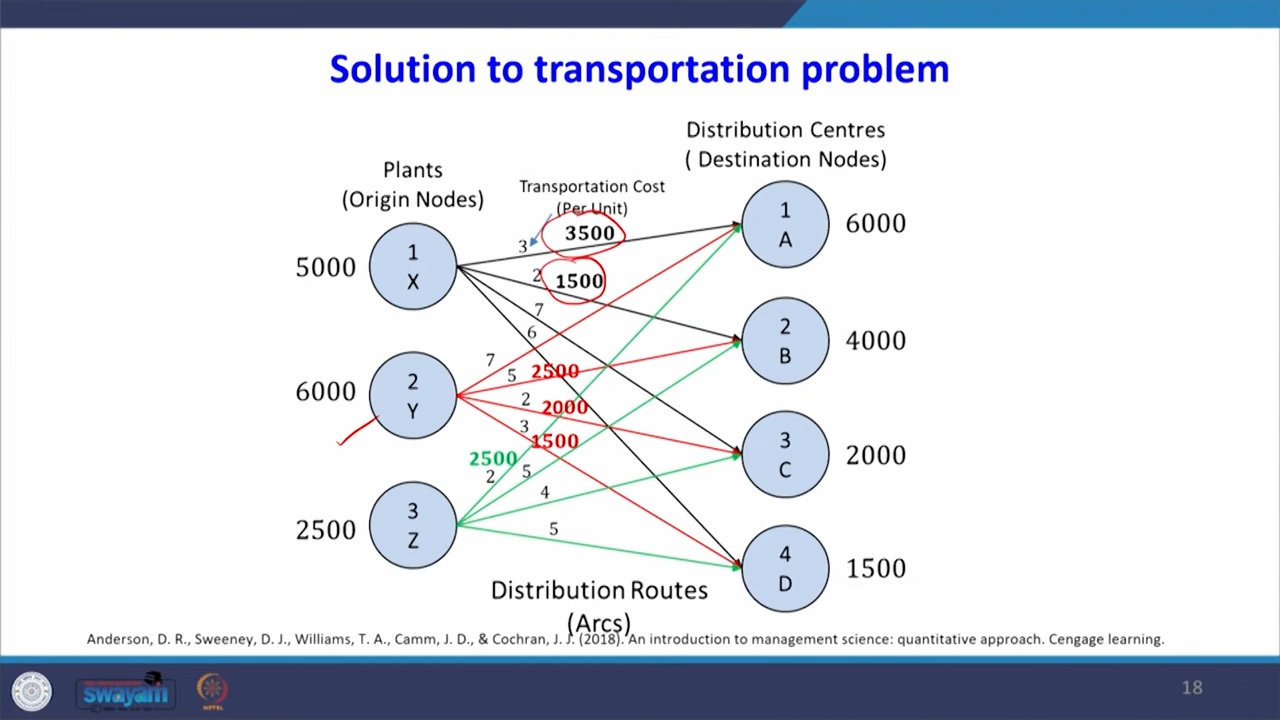 Solution to transportation problem
Distribution Centres
( Destination Nodes)
Plants
(Origin Nodes)
Transportation Cost
(Per Unit)
5000
1
X
3
3500
2
1500
7
6
1
A
6000
2
B
4000
6000
2
Y
7
5
2500
2
2000
3
1500
3
C
2000
2500
3
Z
2500
2
5
4
5
4
D
1500
Distribution Routes
(Arcs)
Anderson, D. R., Sweeney, D. J., Williams, T. A., Camm, J. D., & Cochran, J. J. (2018). An introduction to management science: quantitative approach. Cengage learning.
swayam
NPTEL
18